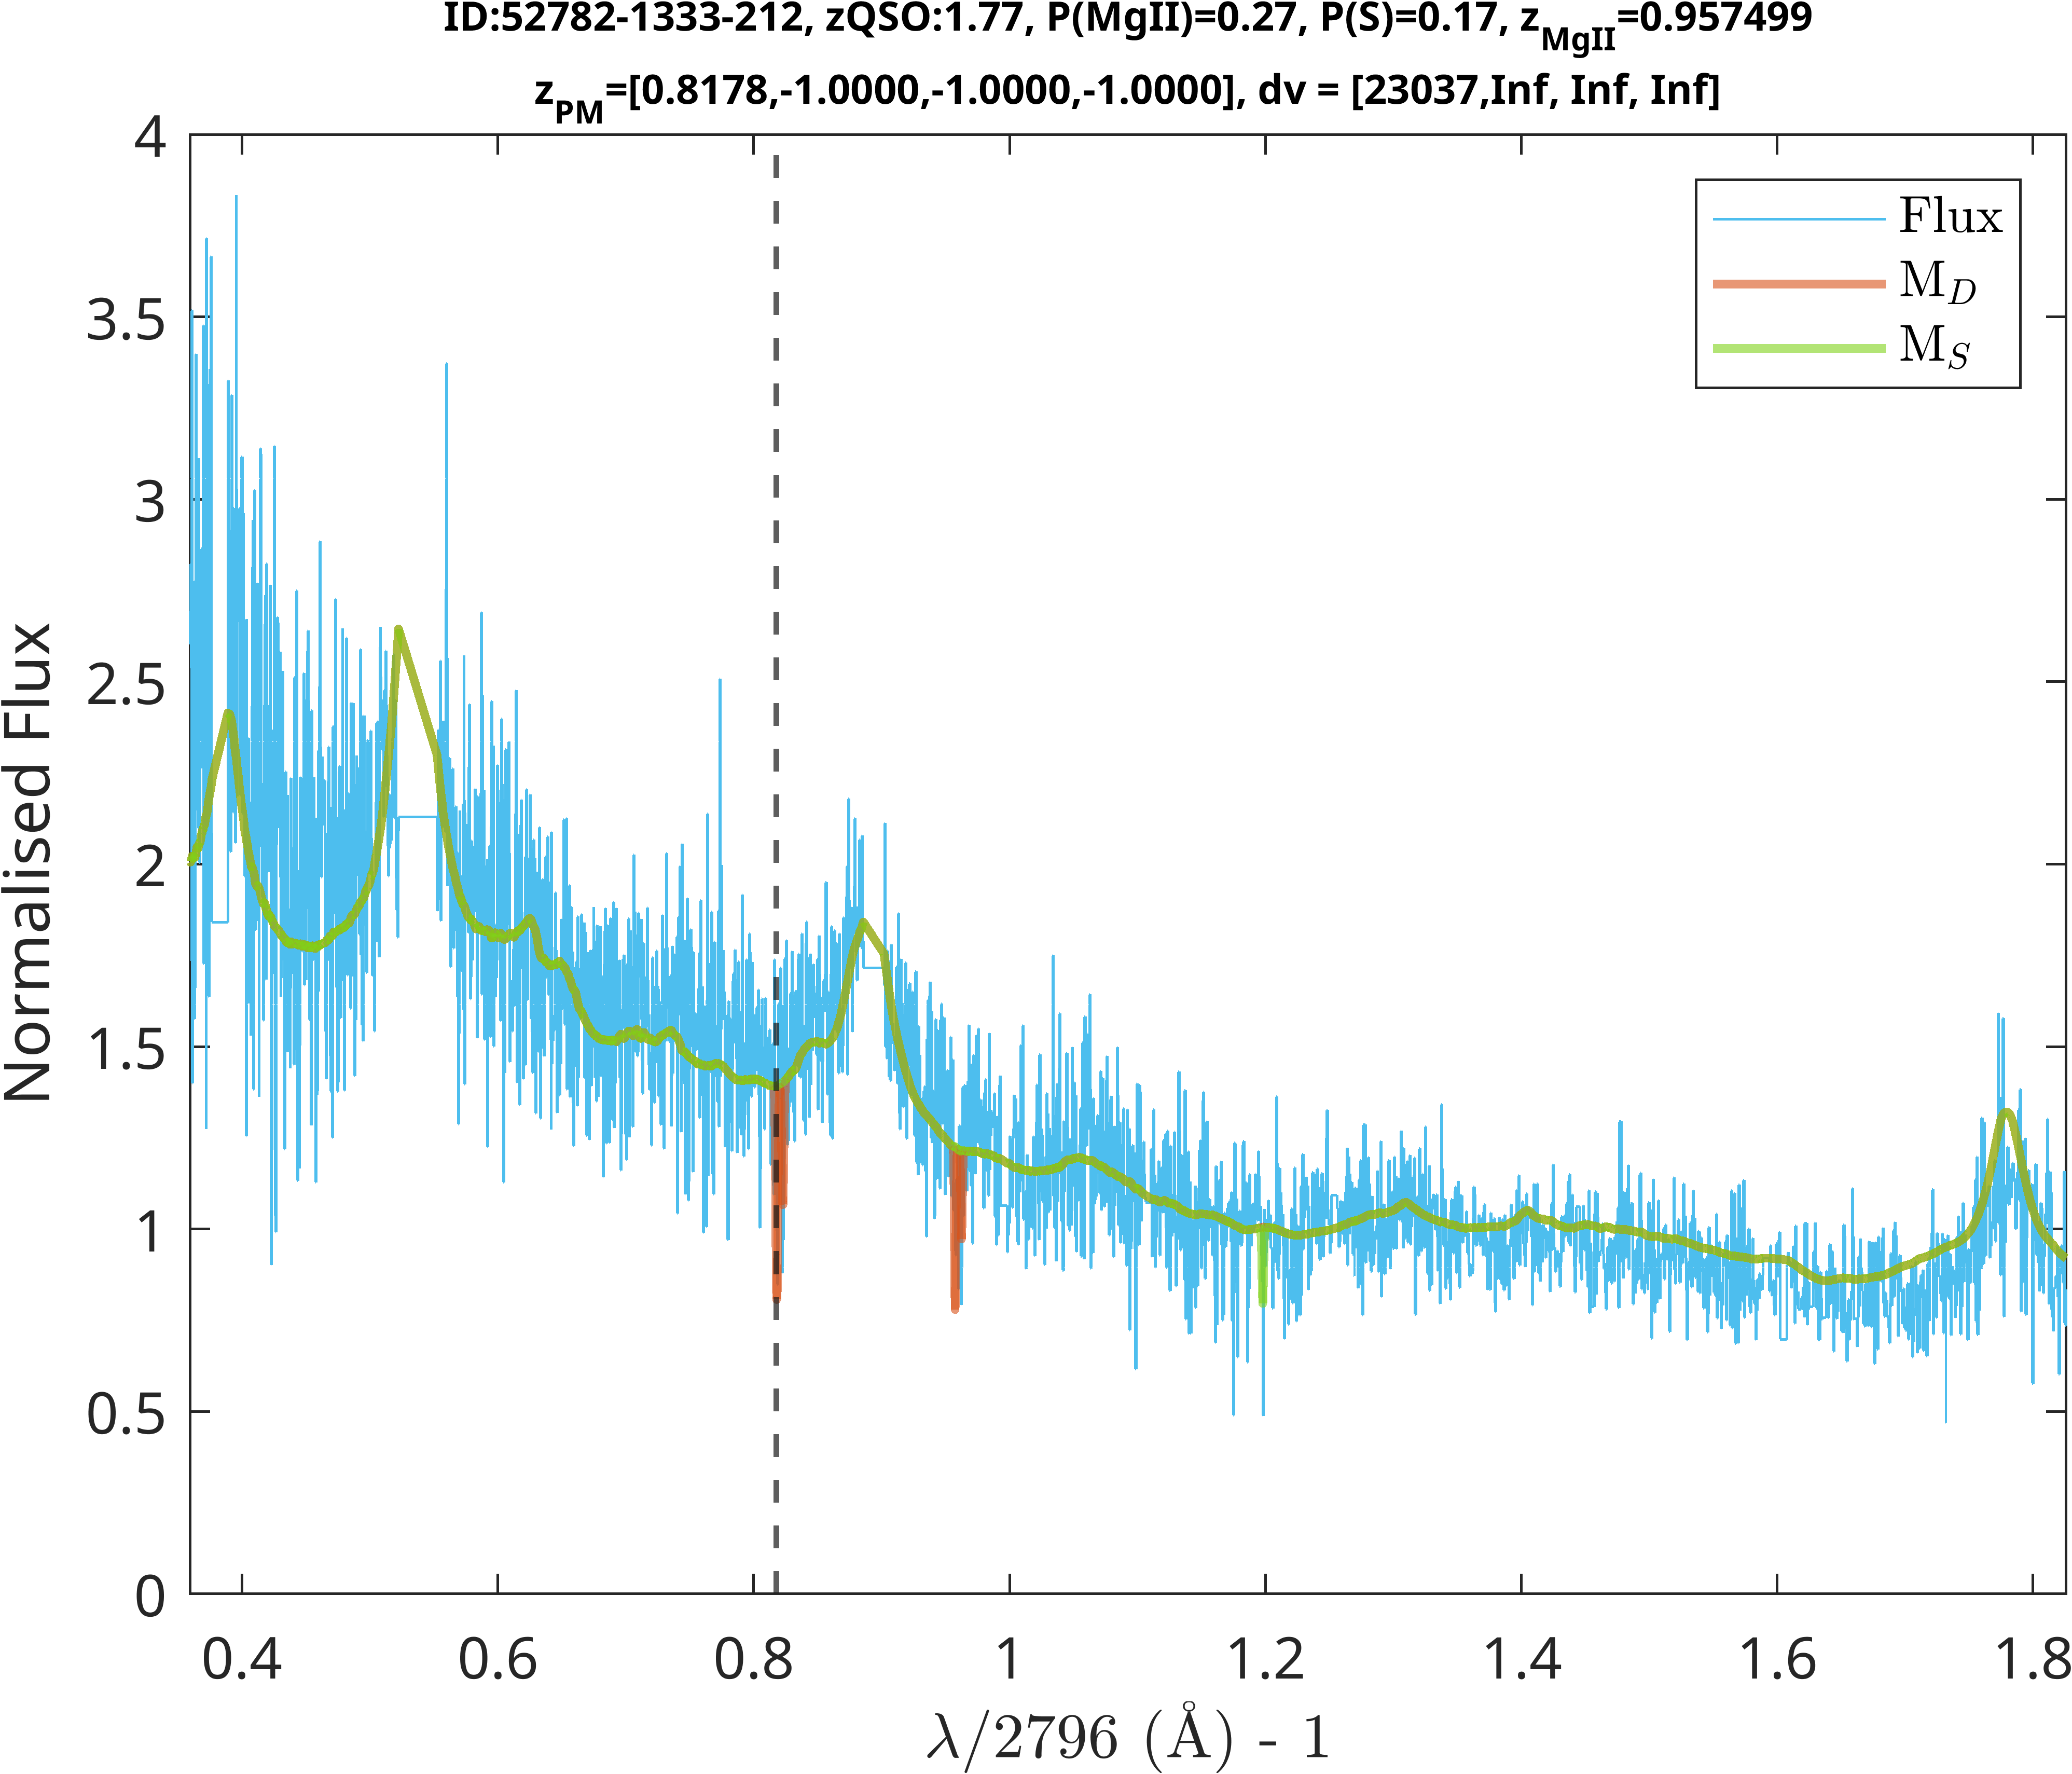 ID:52782-1333-212, zQSO:1.77, P(MgII)=0.27, P(S)=0.17, zMgII=0.957499
zPM=[0.8178,-1.0000,-1.0000,-1.0000], dv = [23037,Inf, Inf, Inf]
4
3.5
3
2.5
2
1.5
1
0.5
0
Normalised Flux
Flux
MD
MS
0.4
0.6
0.8
1
1.2
1.4
1.6
1.8
λ/2796 (Å) - 1